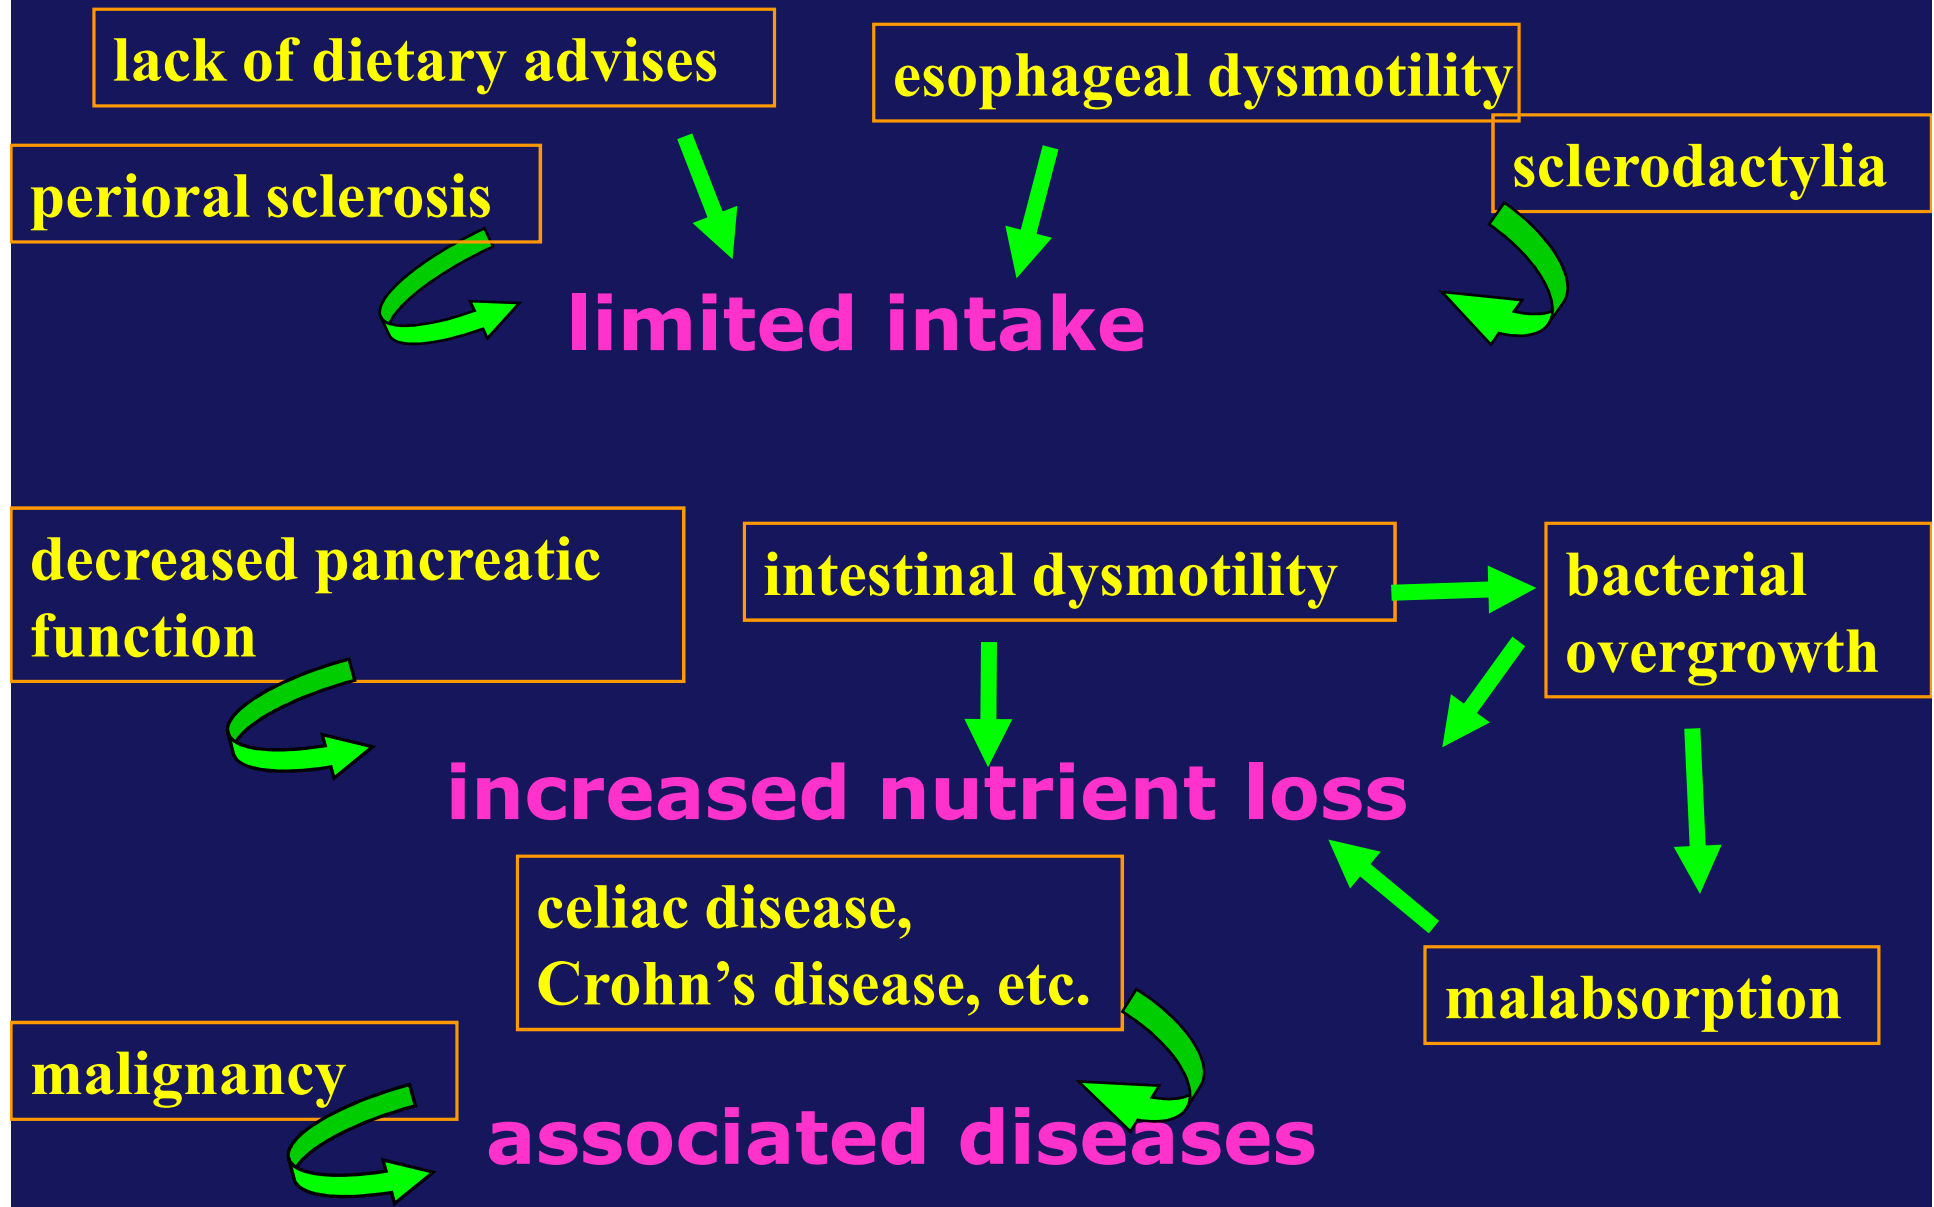 lack of dietary advises
esophageal dysmotility
sclerodactylia
perioral sclerosis
limited intake
decreased pancreatic
function
intestinal dysmotility
bacterial
overgrowth
increased nutrient loss
celiac disease,
Crohn’s disease, etc.
malabsorption
malignancy
associated diseases